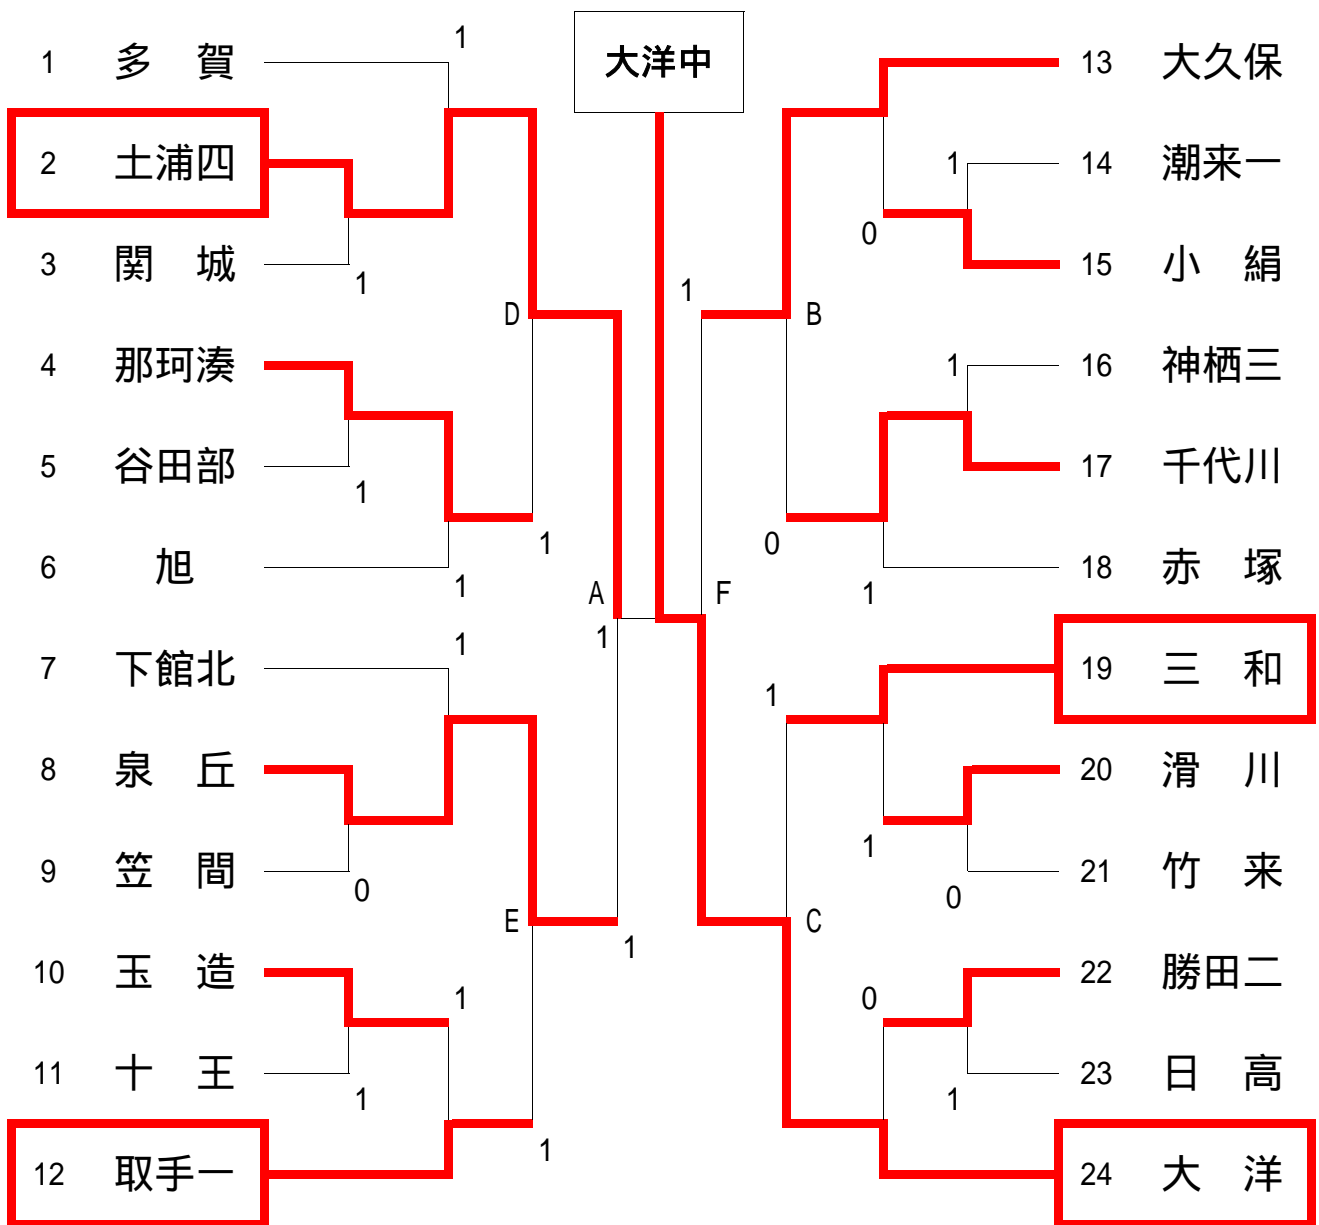 大洋中
1 多　賀
1
2 土浦四
3 関　城
1
D
4 那珂湊
5 谷田部
1
6 旭
1
1
A
1
7 下館北
1
8 泉　丘
9 笠　間
0
E
1
10 玉　造
1
11 十　王
1
12 取手一
1
13 大久保
14 潮来一
1
0
15 小　絹
1
B
16 神栖三
1
17 千代川
0
18 赤　塚
1
F
19 三　和
1
20 滑　川
1
21 竹　来
0
C
22 勝田二
0
23 日　高
1
24 大　洋